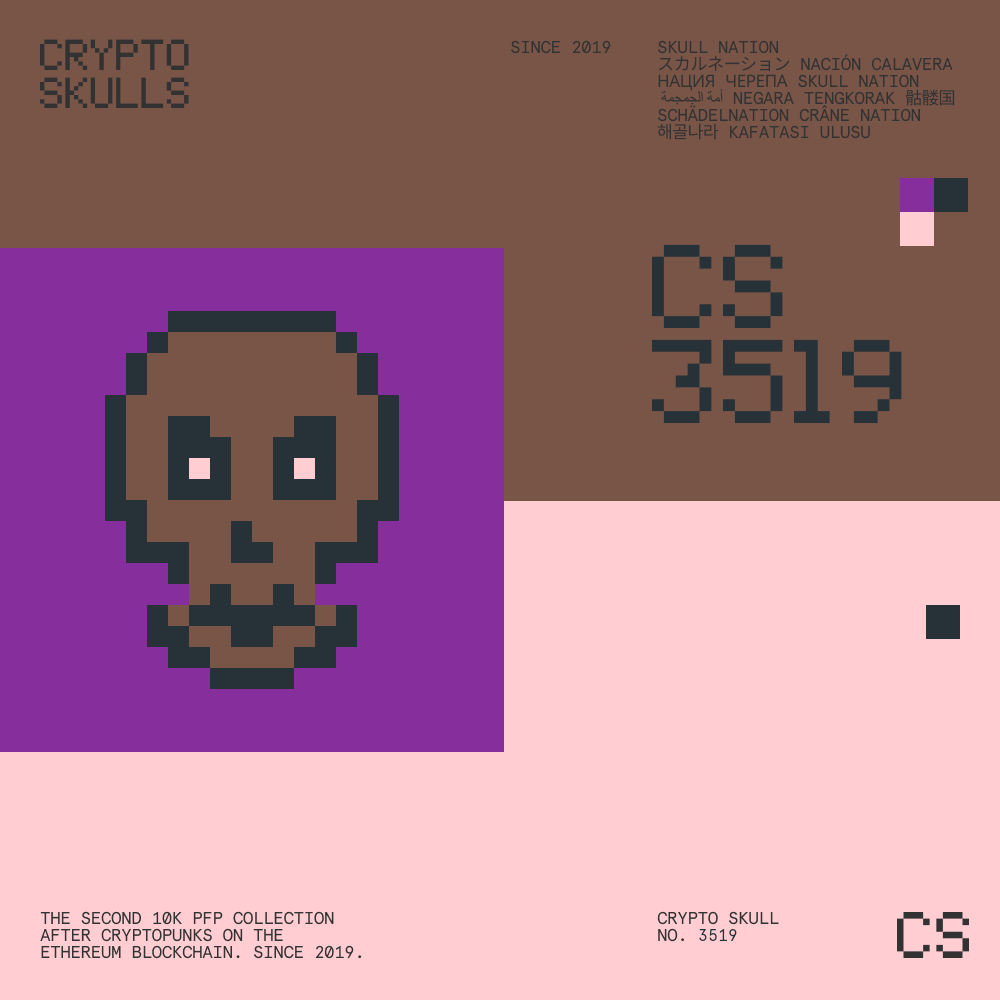 CRYPTO
SKULLS
SINCE 2019
SKULL NATION
スカルネーション NACIÓN CALAVERA
НАЦИЯ ЧЕРЕПА SKULL NATION
أمة الجمجمة NEGARA TENGKORAK 骷髅国
SCHÄDELNATION CRÂNE NATION
해골나라 KAFATASI ULUSU
CS
3519
THE SECOND 10K PFP COLLECTION
AFTER CRYPTOPUNKS ON THE
ETHEREUM BLOCKCHAIN. SINCE 2019.
CRYPTO SKULL
NO. 3519
CS